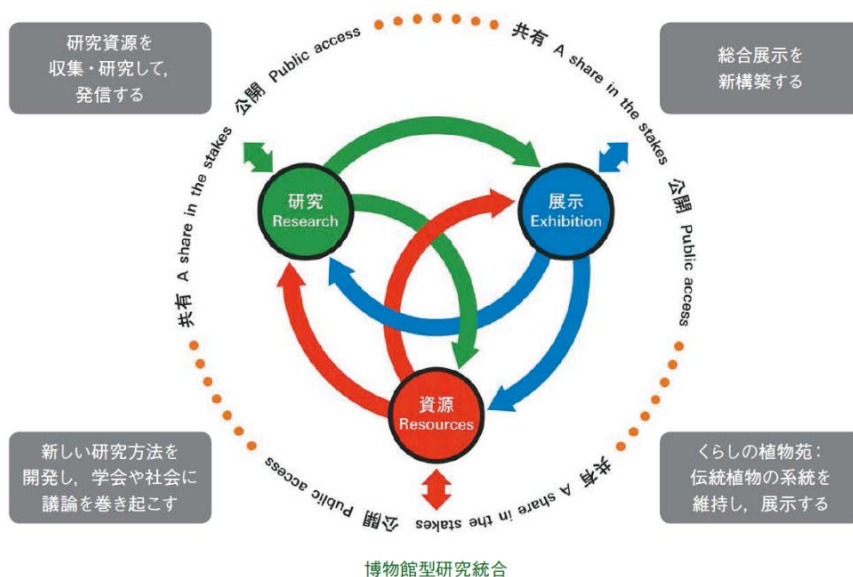 研究資源を
収集・研究して，
発信する
総合展示を
新構築する
共有 A share in the stakes 公開 Public access
共有 A share in the stakes 公開 Public access
共有 A share in the stakes 公開 Public access
研究
Research
展示
Exhibition
資源
Resources
新しい研究方法を
開発し，学会や社会に
議論を巻き起こす
くらしの植物苑：
伝統植物の系統を
維持し，展示する
博物館型研究統合